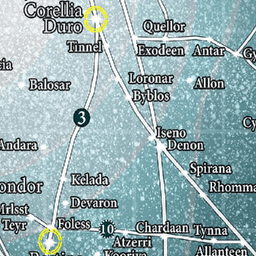 Corellia
Duro
Quellor
Tinnel
Exodeen
Antar
Loronar
Balosar
Allon
Byblos
3
Iseno
Andara
Denon
Spirana
Kelada
Rhomma
Devaron
Foless
10
Chardaan
Tynna
Teyr
Atzerri
Allanteen